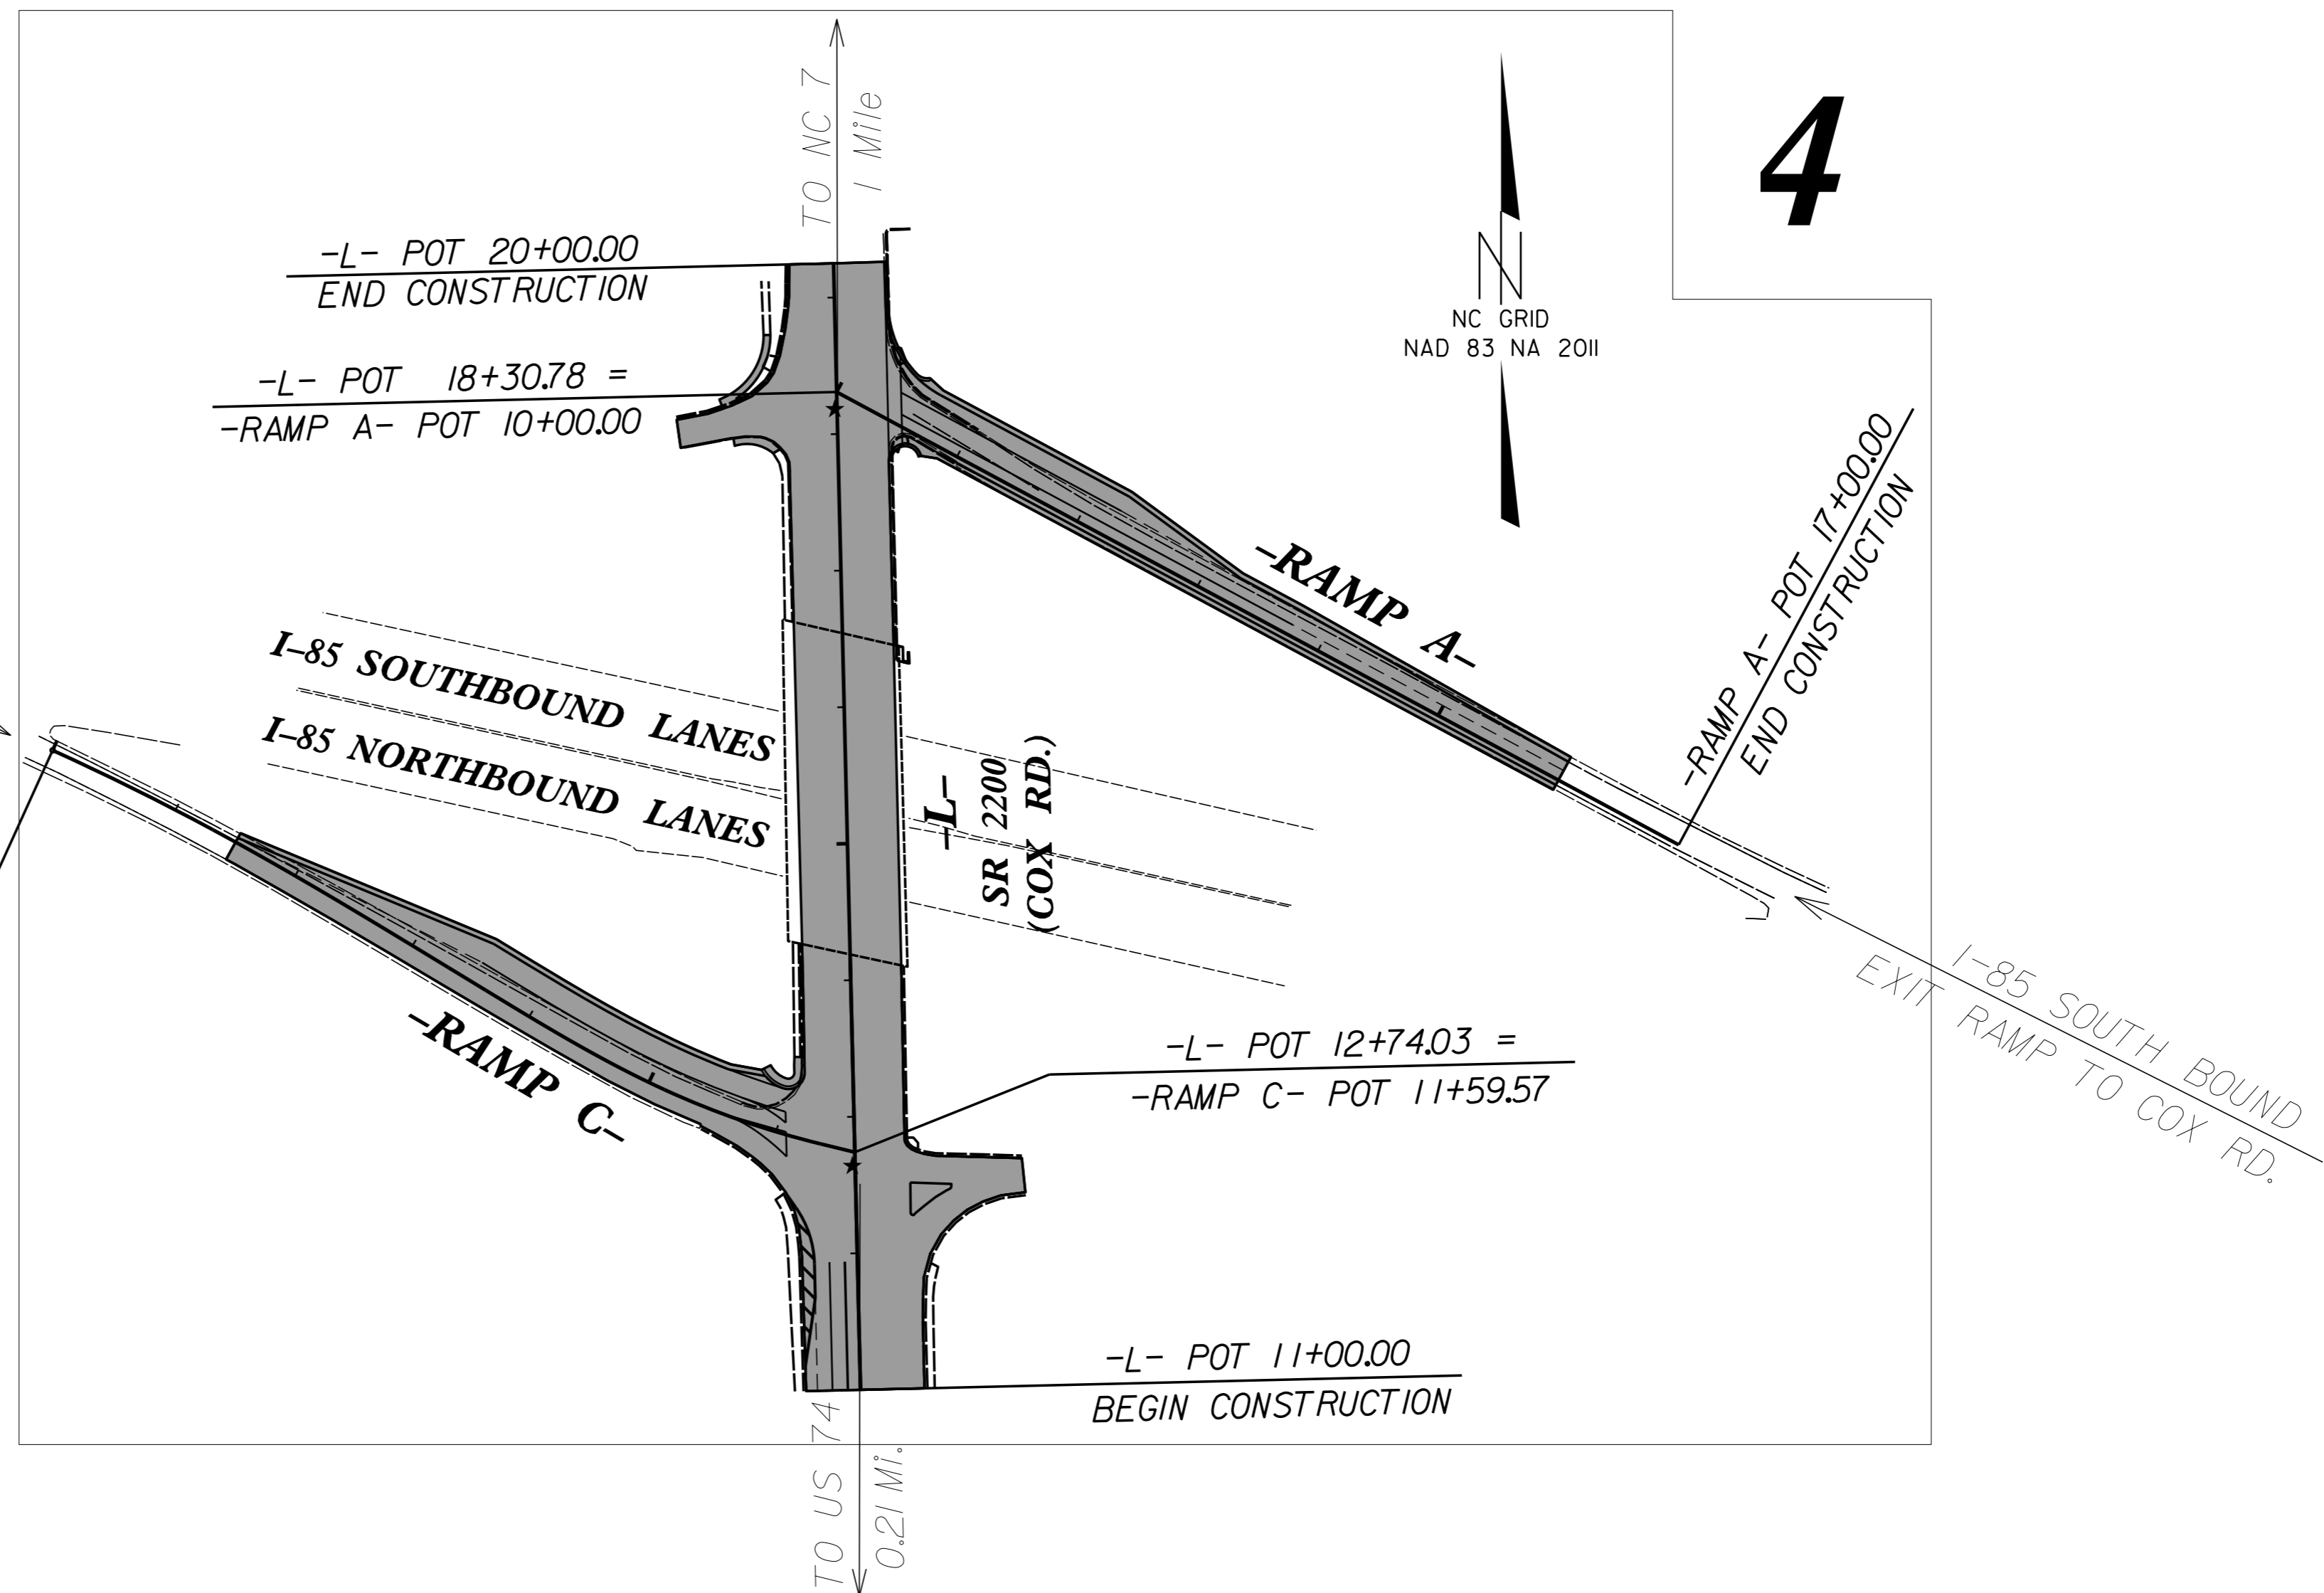 4
TO NC 7
1 Mile
-L- POT 20+00.00
END CONSTRUCTION
NC GRID
NAD 83 NA 2011
-L- POT 18+30.78 =
-RAMP A- POT 10+00.00
-RAMP A- POT 17+00.00
END CONSTRUCTION
-RAMP A-
I-85 SOUTHBOUND LANES
I-85 NORTHBOUND LANES
-L-
SR 2200
(COX RD.)
I-85 SOUTH BOUND
EXIT RAMP TO COX RD.
-RAMP C-
-L- POT 12+74.03 =
-RAMP C- POT 11+59.57
-L- POT 11+00.00
BEGIN CONSTRUCTION
TO US 74
0.21 Mi.